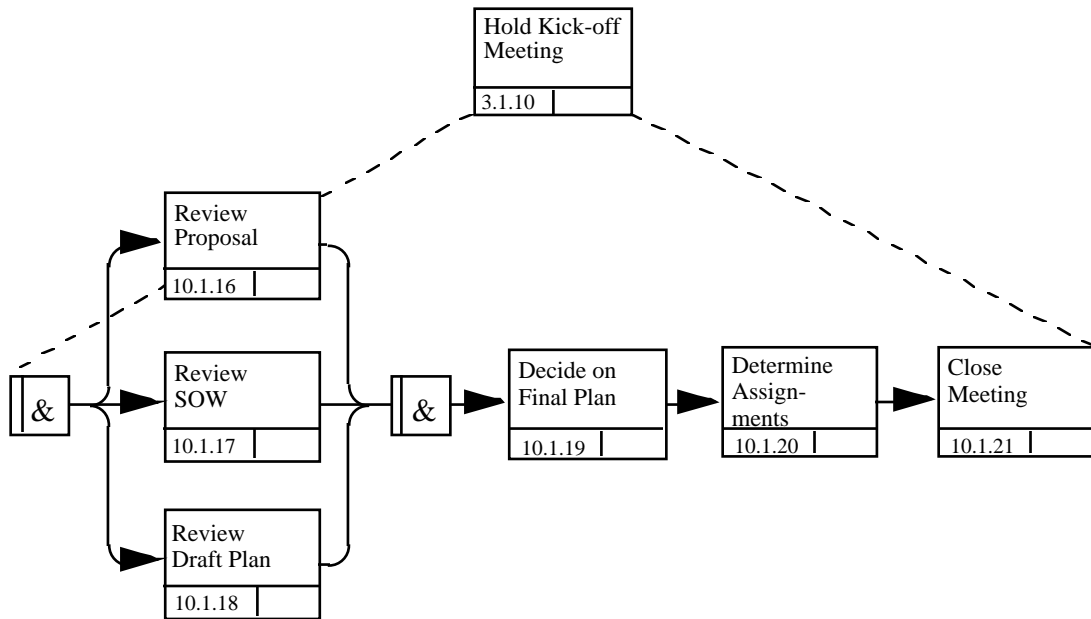 Hold Kick-off
Meeting
3.1.10
Review
Proposal
10.1.16
&
Review
SOW
10.1.17
Review
Draft Plan
10.1.18
&
Decide on
Final Plan
10.1.19
Determine
Assign-
ments
10.1.20
Close
Meeting
10.1.21